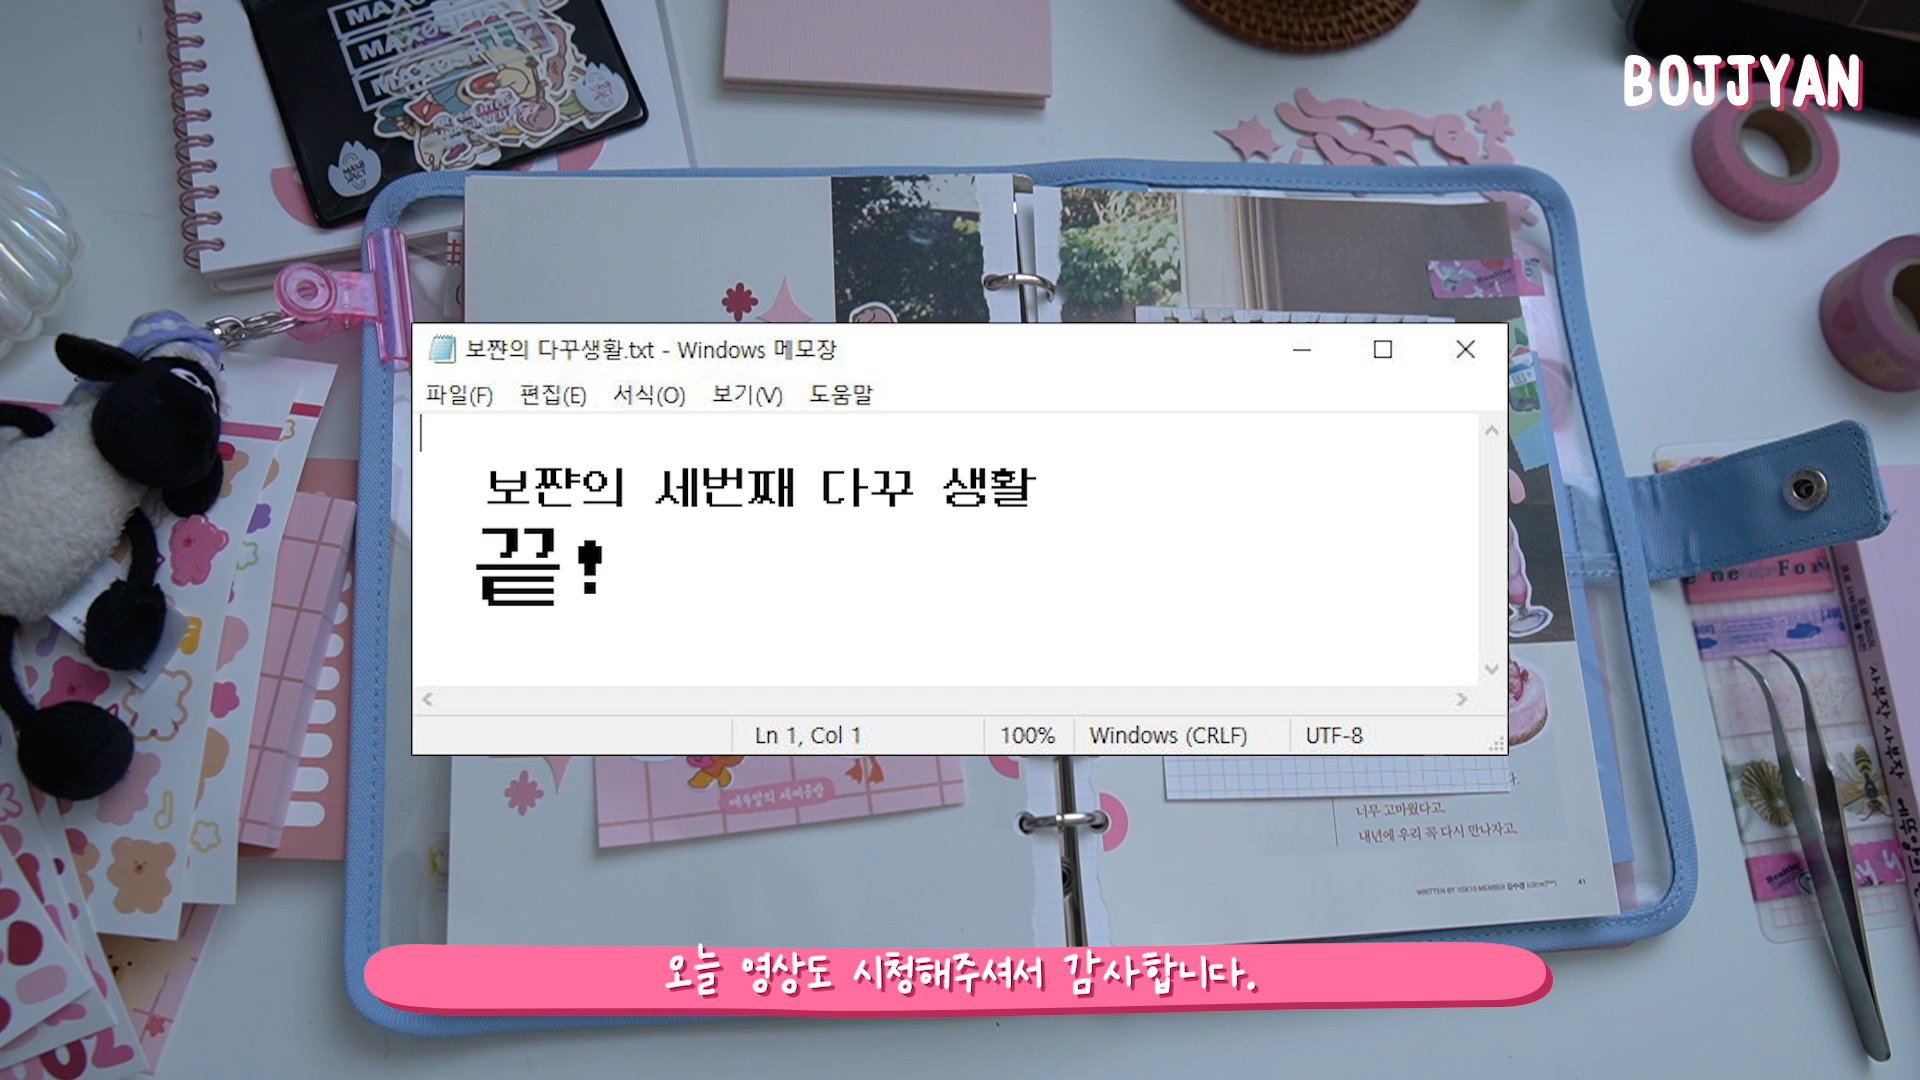 BOJJYAN
보쨘의 다꾸생활.txt - Windows 메모장
파일(F) 편집(E) 서식(O) 보기(V) 도움말
보쨘의 세번째 다꾸 생활
끝!
Ln 1, Col 1 100% Windows (CRLF) UTF-8
너무 고마웠다고.
내년에 우리 꼭 다시 만나자고.
41
오늘 영상도 시청해주셔서 감사합니다.